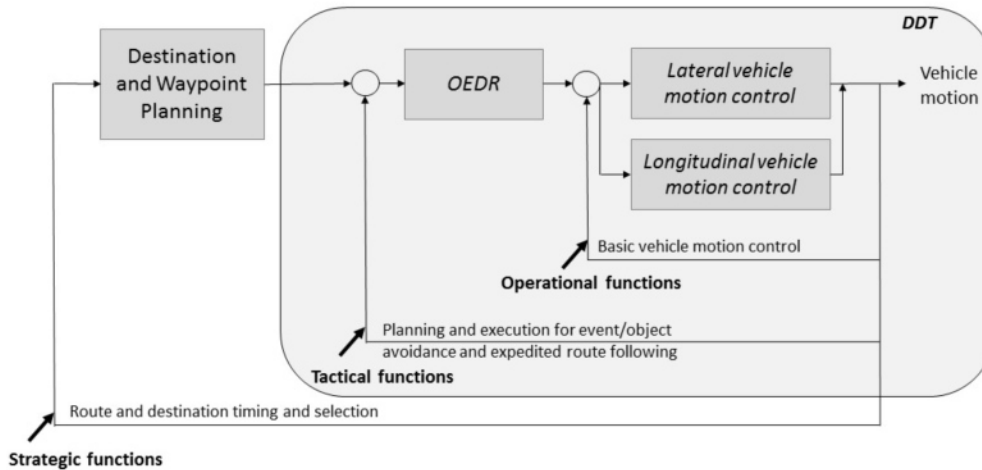 DDT
Destination
and Waypoint
Planning
OEDR
Lateral vehicle
motion control
Vehicle
motion
Longitudinal vehicle
motion control
Basic vehicle motion control
Operational functions
Planning and execution for event/object
avoidance and expedited route following
Tactical functions
Route and destination timing and selection
Strategic functions